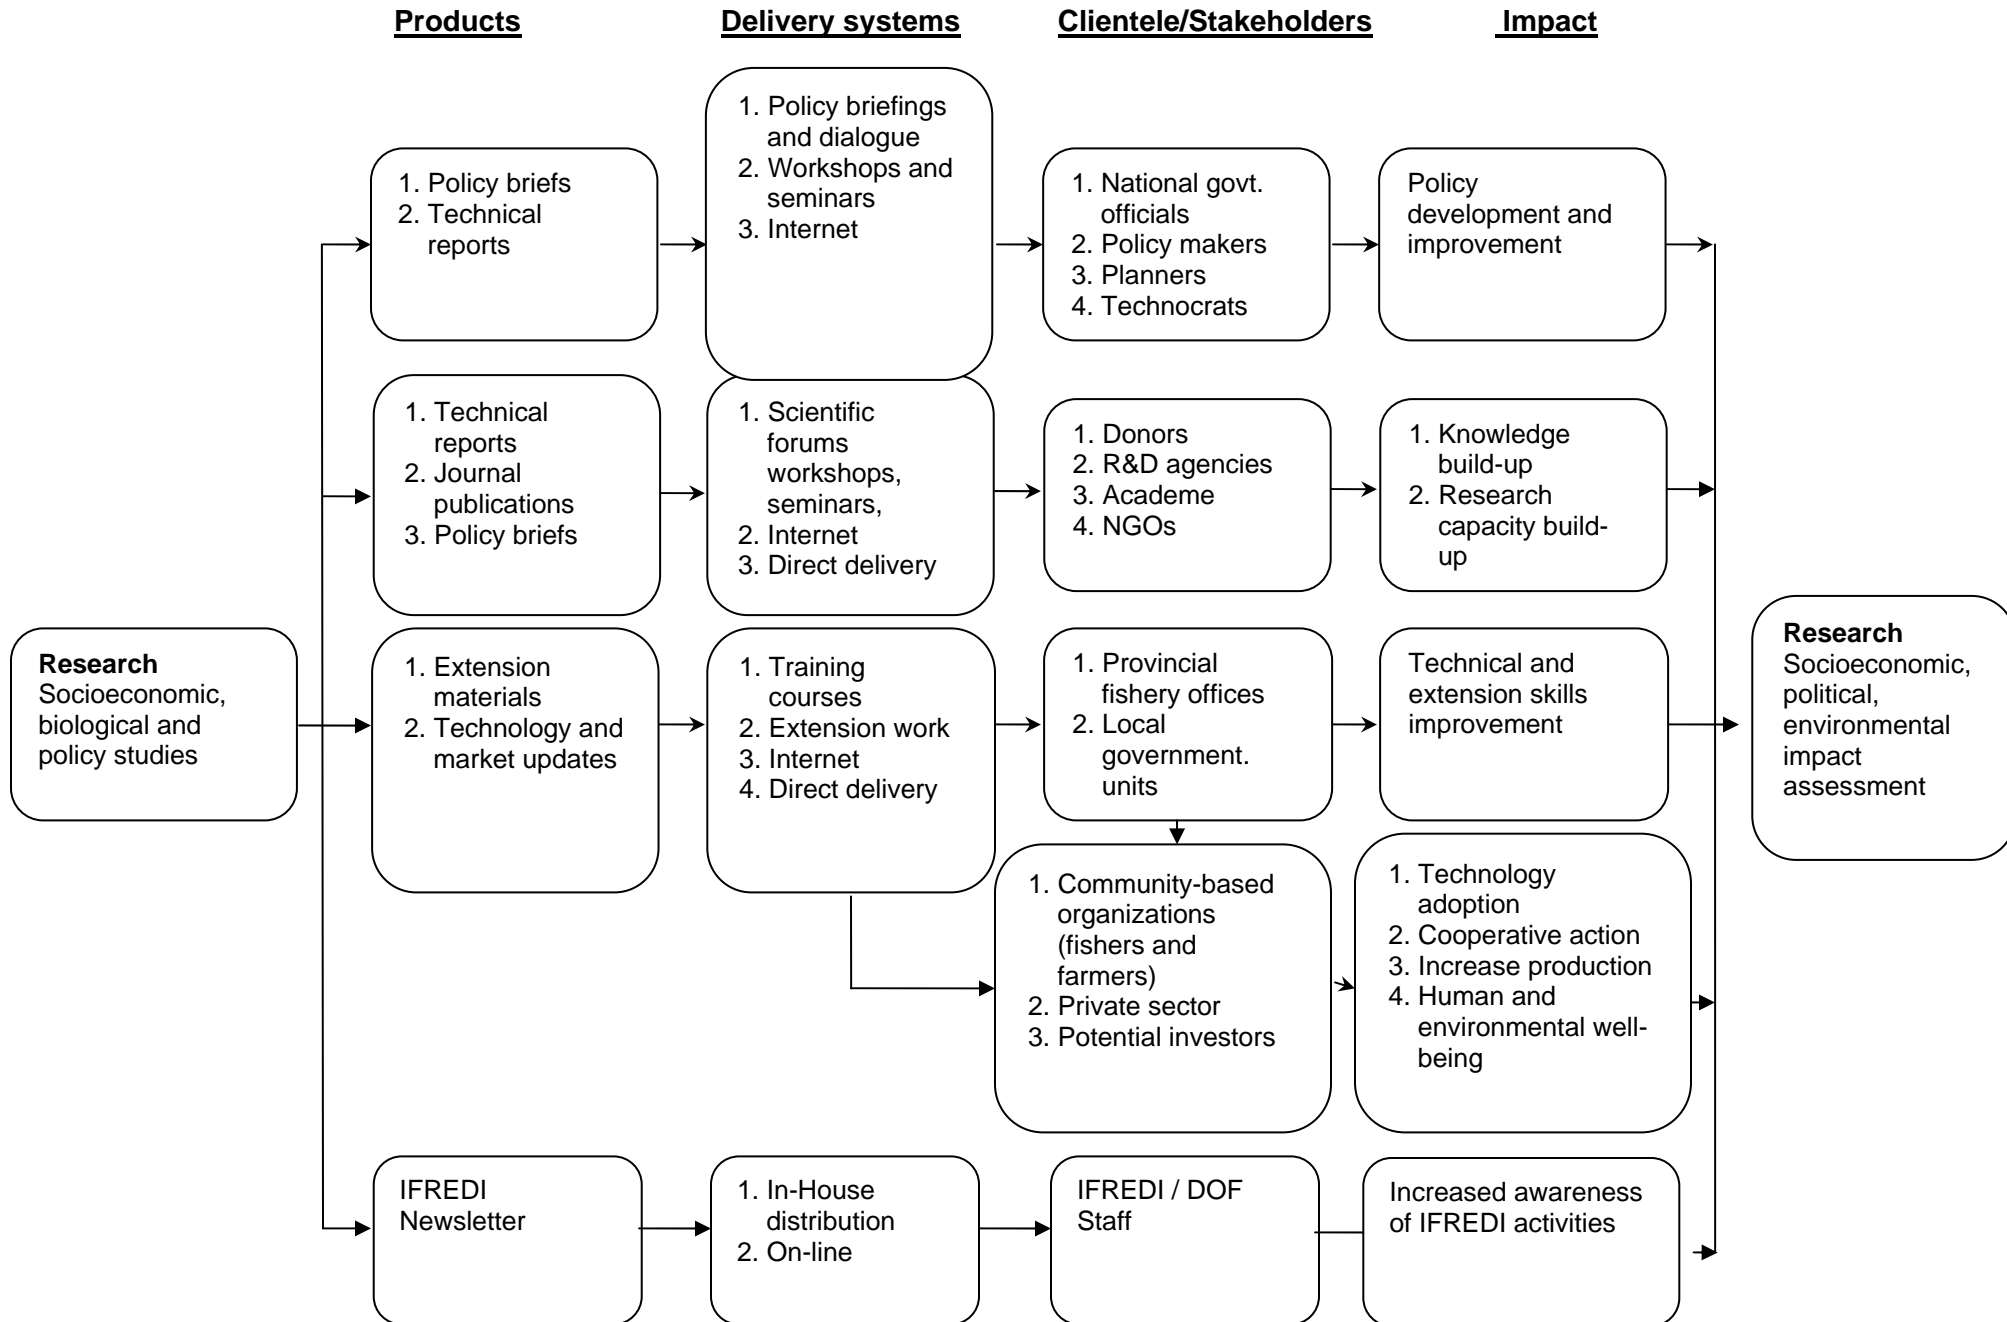 Products
Delivery systems
Clientele/Stakeholders
Impact
1. Policy briefs
2. Technical
reports
1. Policy briefings
and dialogue
2. Workshops and
seminars
3. Internet
1. National govt.
officials
2. Policy makers
3. Planners
4. Technocrats
Policy
development and
improvement
1. Technical
reports
2. Journal
publications
3. Policy briefs
1. Scientific
forums
workshops,
seminars,
2. Internet
3. Direct delivery
1. Donors
2. R&D agencies
3. Academe
4. NGOs
1. Knowledge
build-up
2. Research
capacity build-
up
Research
Socioeconomic,
biological and
policy studies
1. Extension
materials
2. Technology and
market updates
1. Training
courses
2. Extension work
3. Internet
4. Direct delivery
1. Provincial
fishery offices
2. Local
government.
units
Technical and
extension skills
improvement
Research
Socioeconomic,
political,
environmental
impact
assessment
1. Community-based
organizations
(fishers and
farmers)
2. Private sector
3. Potential investors
1. Technology
adoption
2. Cooperative action
3. Increase production
4. Human and
environmental well-
being
IFREDI
Newsletter
1. In-House
distribution
2. On-line
IFREDI / DOF
Staff
Increased awareness
of IFREDI activities